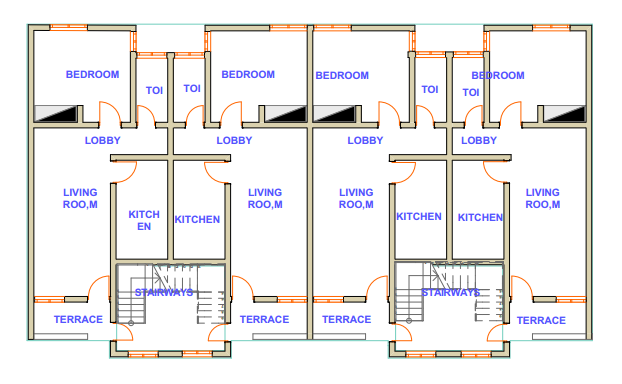 BEDROOM
TOI
TOI
BEDROOM
BEDROOM
TOI
TOI
BEDROOM
LOBBY
LOBBY
LOBBY
LOBBY
LIVING
ROO,M
KITCH
EN
KITCHEN
LIVING
ROO,M
LIVING
ROO,M
KITCHEN
KITCHEN
LIVING
ROO,M
STAIRWAYS
STAIRWAYS
TERRACE
TERRACE
TERRACE
TERRACE